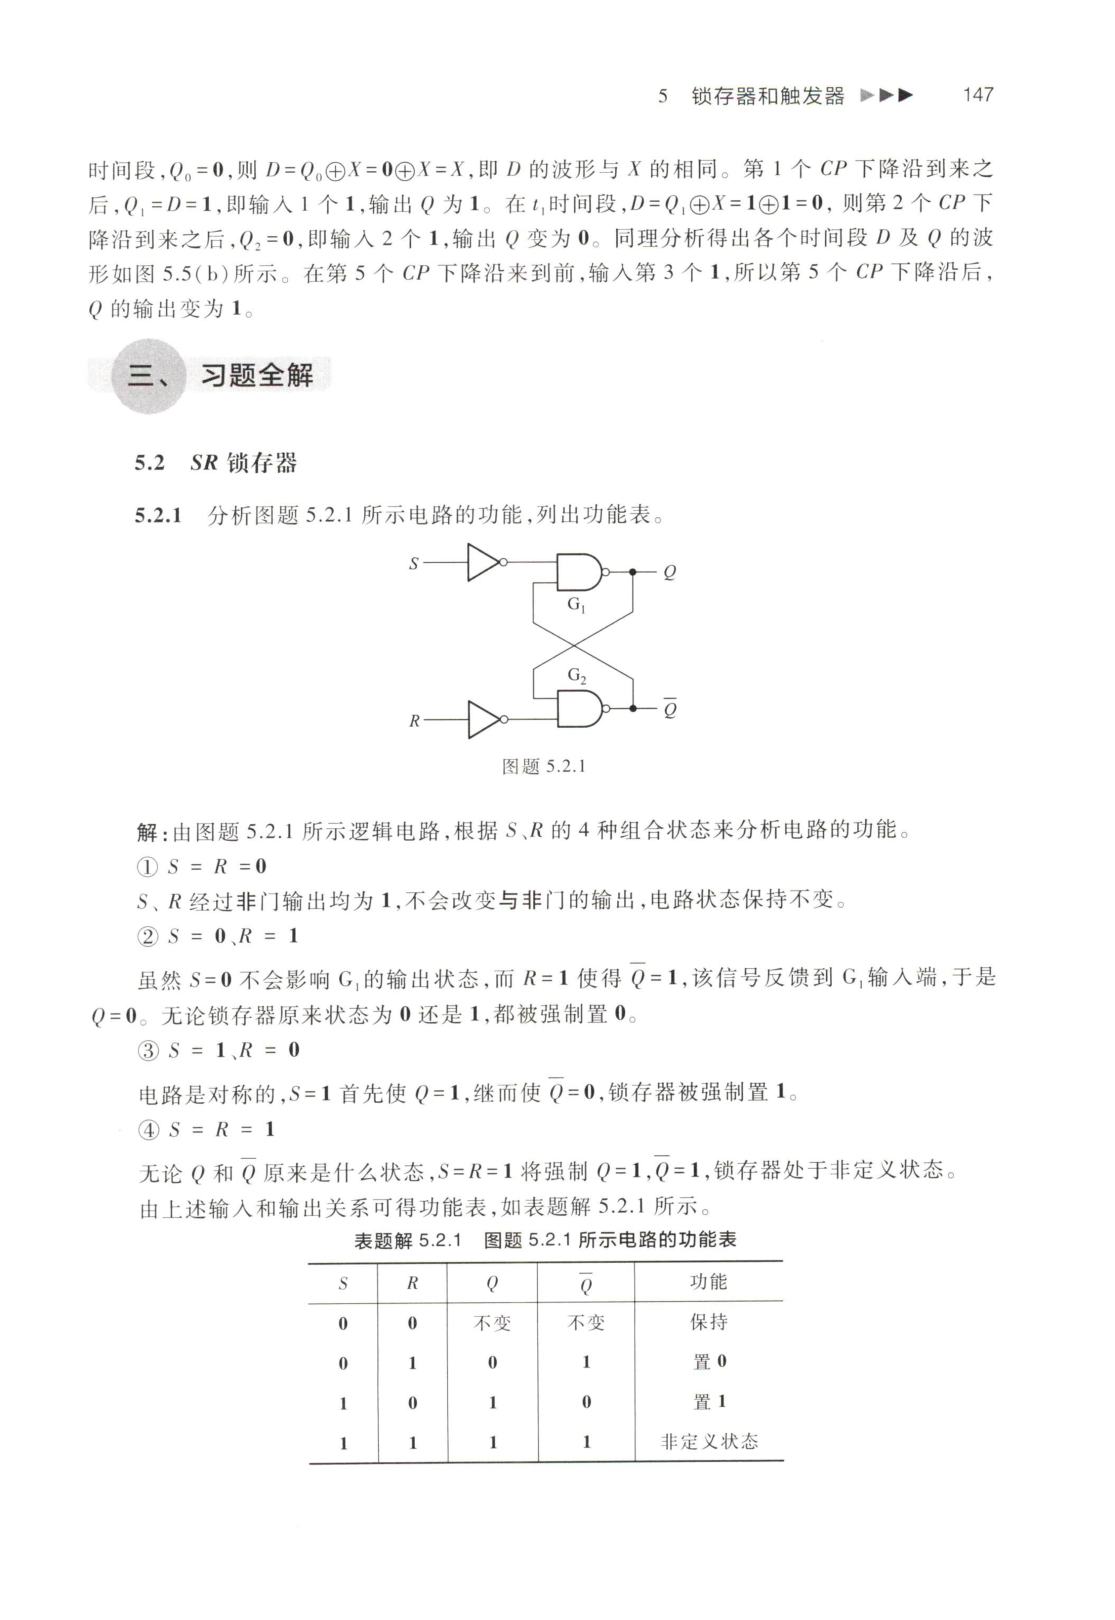 5 锁存器和触发器 ▶▶▶ 147
时间段,Q₀=0,则 D=Q₀⊕X=0⊕X=X,即 D 的波形与 X 的相同。第 1 个 CP 下降沿到来之
后,Q₁=D=1,即输入 1 个 1,输出 Q 为 1。在 t₁时间段,D=Q₁⊕X=1⊕1=0, 则第 2 个 CP 下
降沿到来之后,Q₂=0,即输入 2 个 1,输出 Q 变为 0。同理分析得出各个时间段 D 及 Q 的波
形如图 5.5(b)所示。在第 5 个 CP 下降沿来到前,输入第 3 个 1,所以第 5 个 CP 下降沿后,
Q 的输出变为 1。
三、 习题全解
5.2 SR 锁存器
5.2.1 分析图题 5.2.1 所示电路的功能,列出功能表。
S
Q
G₁
G₂
R
Q̅
图题 5.2.1
解:由图题 5.2.1 所示逻辑电路,根据 S、R 的 4 种组合状态来分析电路的功能。
① S = R =0
S、R 经过非门输出均为 1,不会改变与非门的输出,电路状态保持不变。
② S = 0、R = 1
虽然 S=0 不会影响 G₁的输出状态,而 R=1 使得 Q̅=1,该信号反馈到 G₁输入端,于是
Q=0。无论锁存器原来状态为 0 还是 1,都被强制置 0。
③ S = 1、R = 0
电路是对称的,S=1 首先使 Q=1,继而使 Q̅=0,锁存器被强制置 1。
④ S = R = 1
无论 Q 和 Q̅ 原来是什么状态,S=R=1 将强制 Q=1,Q̅=1,锁存器处于非定义状态。
由上述输入和输出关系可得功能表,如表题解 5.2.1 所示。
表题解 5.2.1 图题 5.2.1 所示电路的功能表
S R Q Q̅ 功能
0 0 不变 不变 保持
0 1 0 1 置 0
1 0 1 0 置 1
1 1 1 1 非定义状态